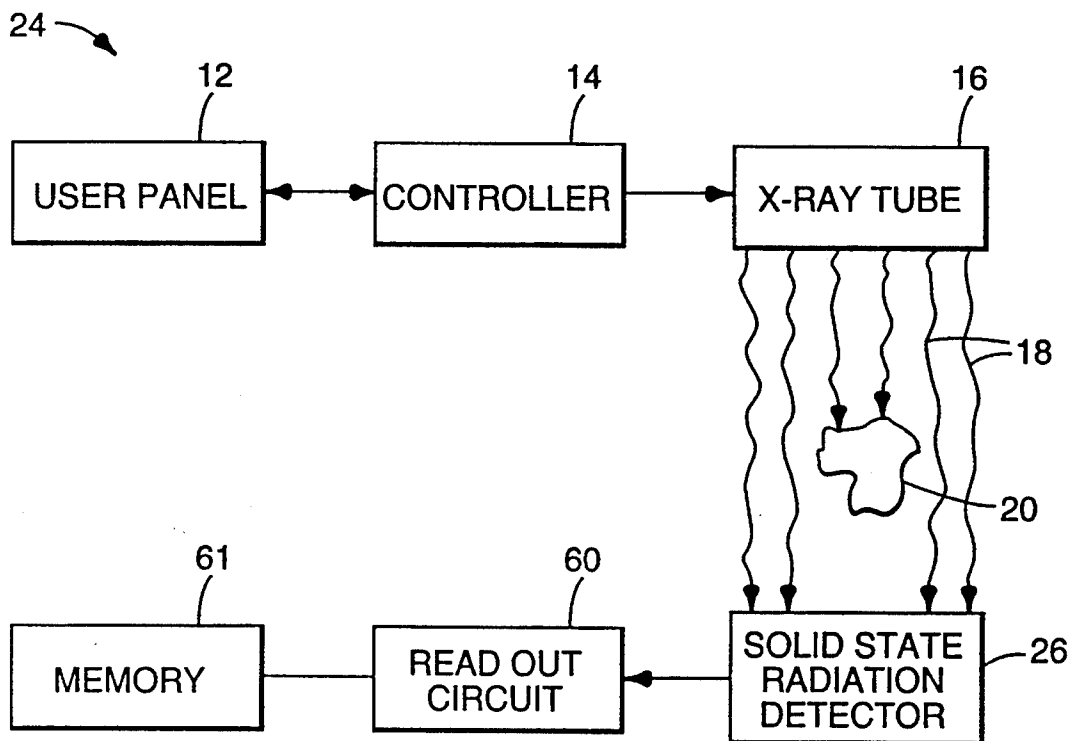 24
12
14
16
USER PANEL
CONTROLLER
X-RAY TUBE
18
20
61
60
MEMORY
READ OUT
CIRCUIT
SOLID STATE
RADIATION
DETECTOR
26